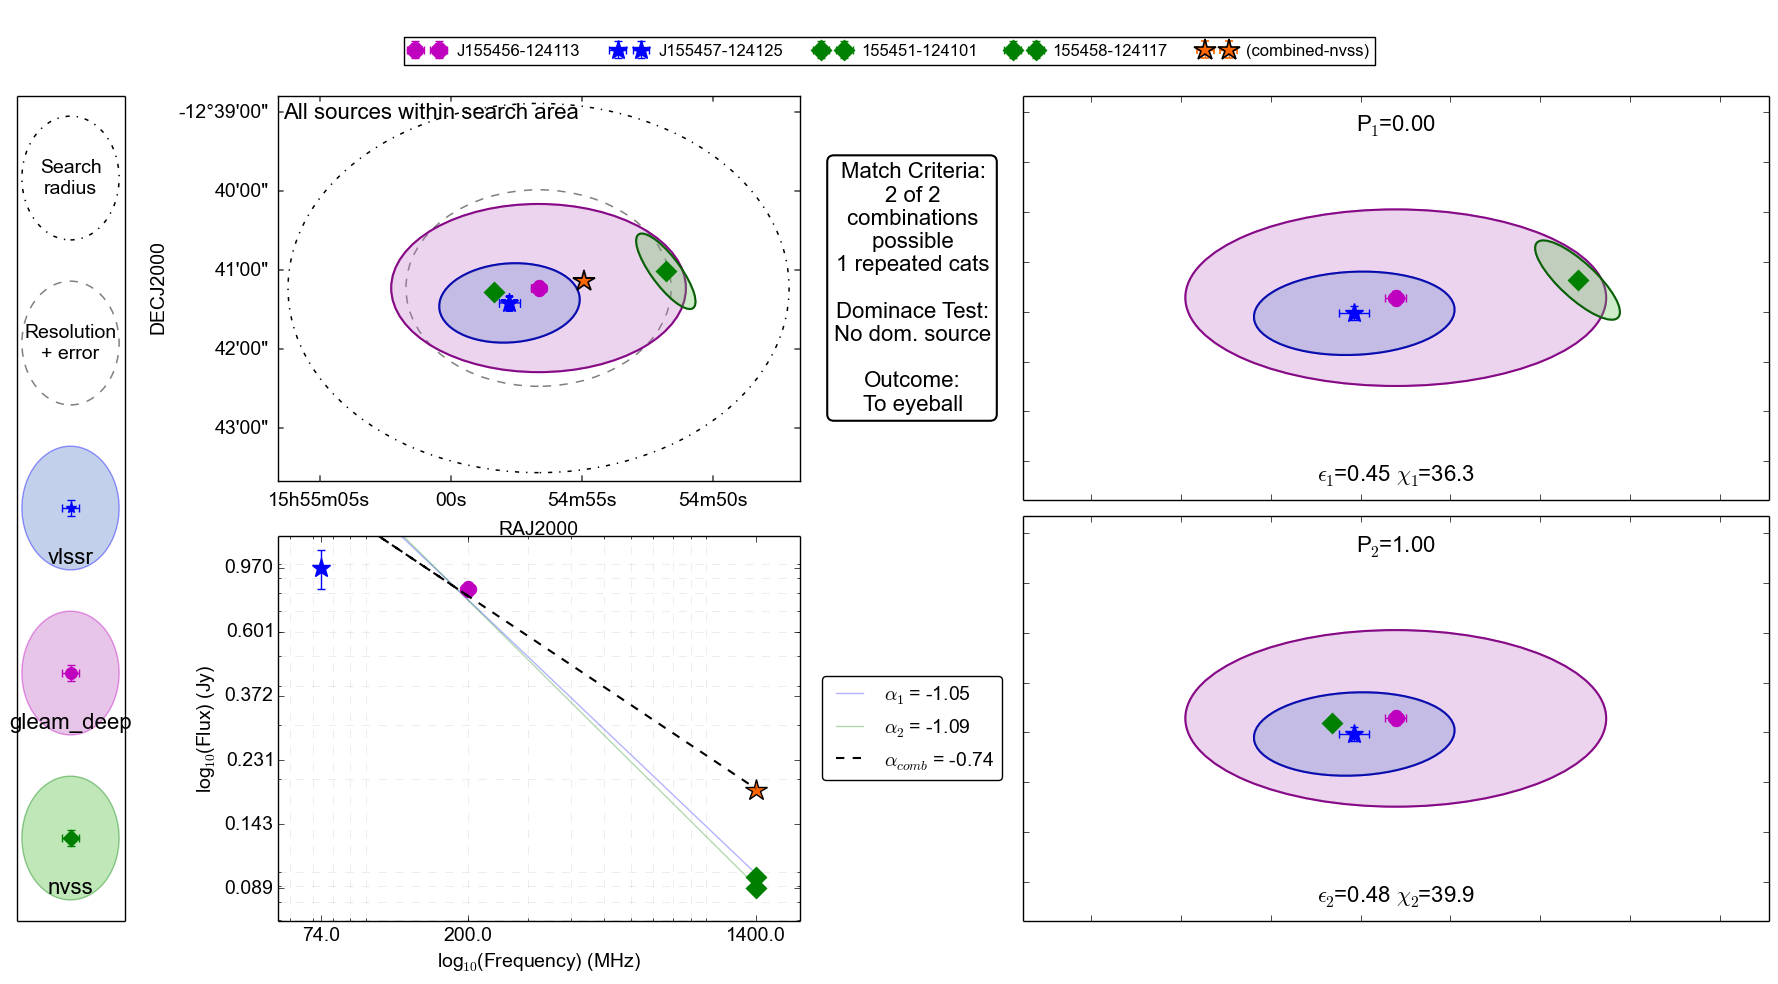 J155456-124113 J155457-124125 155451-124101 155458-124117 (combined-nvss)
Search
radius
Resolution
+ error
vlssr
gleam_deep
nvss
All sources within search area
DECJ2000
-12°39'00"
40'00"
41'00"
42'00"
43'00"
15h55m05s 00s 54m55s 54m50s
RAJ2000
Match Criteria:
2 of 2
combinations
possible
1 repeated cats
Dominace Test:
No dom. source
Outcome:
To eyeball
P₁=0.00
ϵ₁=0.45 χ₁=36.3
P₂=1.00
ϵ₂=0.48 χ₂=39.9
log₁₀(Flux) (Jy)
0.970
0.601
0.372
0.231
0.143
0.089
74.0 200.0 1400.0
log₁₀(Frequency) (MHz)
α₁ = -1.05
α₂ = -1.09
α_comb = -0.74